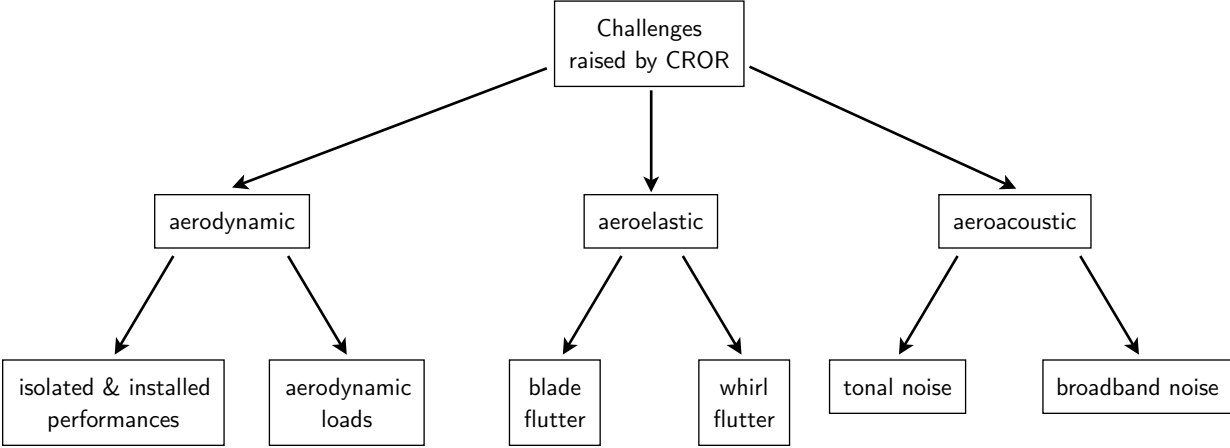 Challenges
raised by CROR
aerodynamic
aeroelastic
aeroacoustic
isolated & installed
performances
aerodynamic
loads
blade
flutter
whirl
flutter
tonal noise
broadband noise